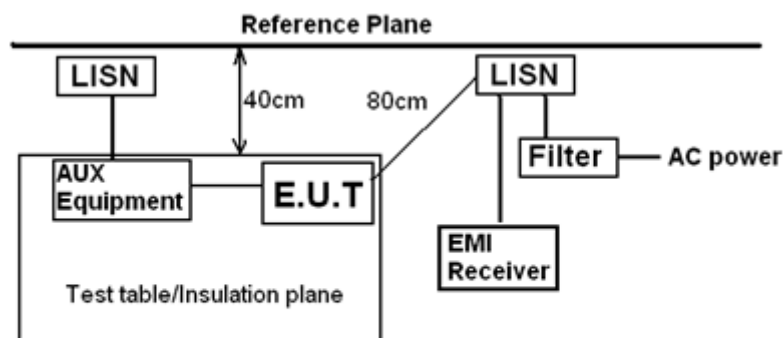 Reference Plane
LISN
40cm
80cm
LISN
Filter
AC power
AUX
Equipment
E.U.T
EMI
Receiver
Test table/Insulation plane